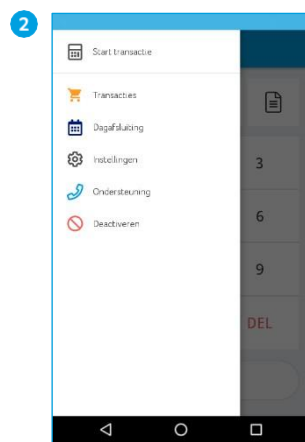 2
Start transactie
Transacties
Dagafsluiting
Instellingen
3
Ondersteuning
6
Deactiveren
9
DEL